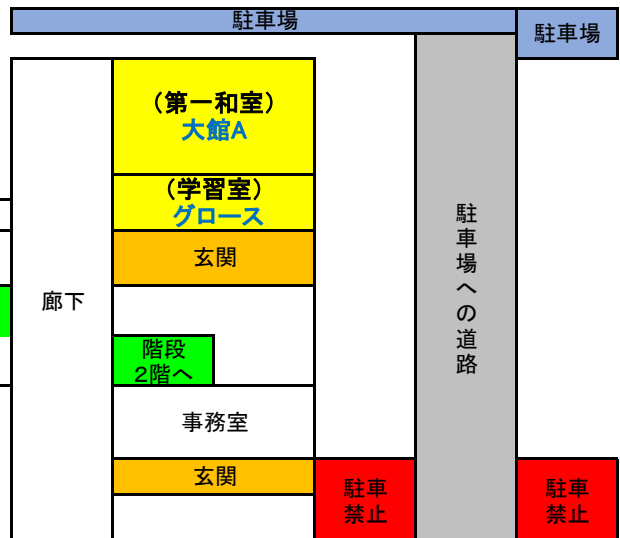 駐車場
駐車場
（第一和室）
大館A
（学習室）
グロース
玄関
廊下
駐車場への道路
階段
２階へ
事務室
玄関
駐車
禁止
駐車
禁止